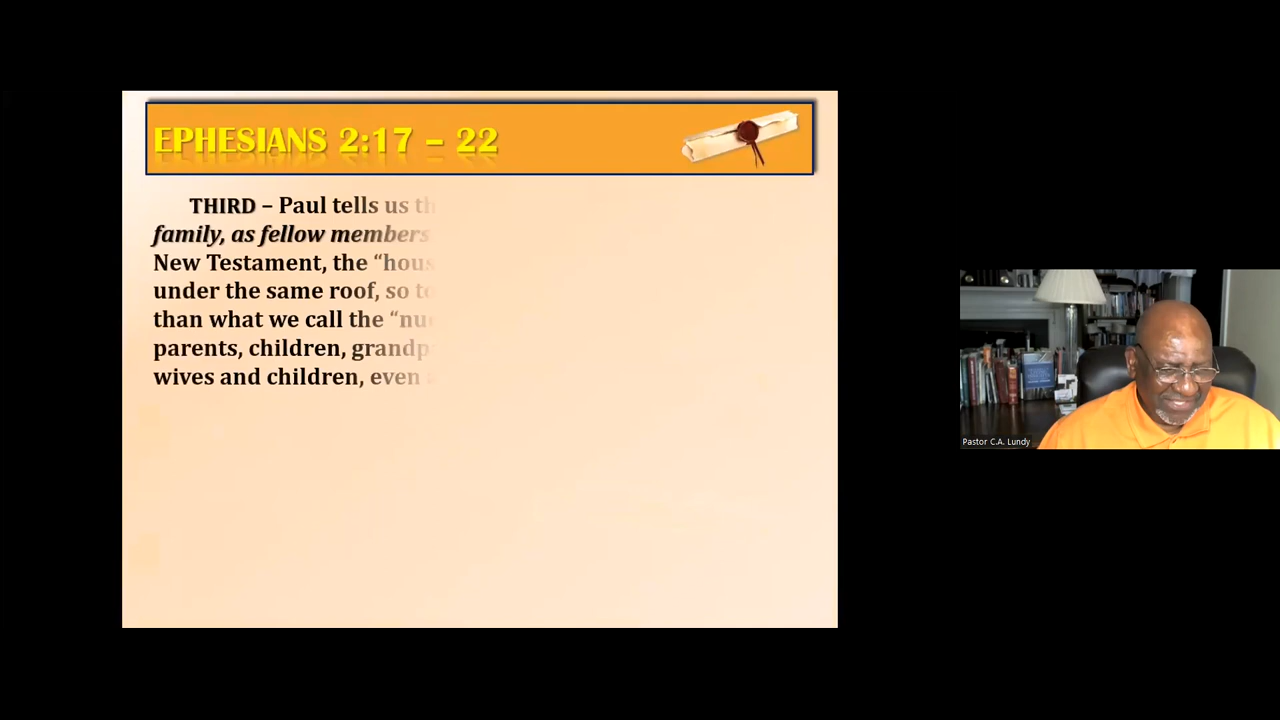 EPHESIANS 2:17 – 22
THIRD – Paul tells us
family, as fellow members
New Testament, the
under the same roof, so
than what we call the
parents, children,
wives and children, even
Pastor C.A. Lundy